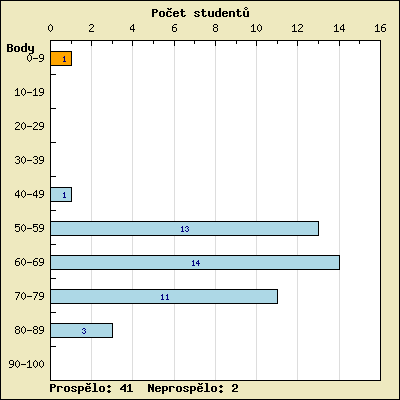 Počet studentů
0 2 4 6 8 10 12 14 16
Body
0-9 1
10-19
20-29
30-39
40-49 1
50-59 13
60-69 14
70-79 11
80-89 3
90-100
Prospělo: 41 Neprospělo: 2